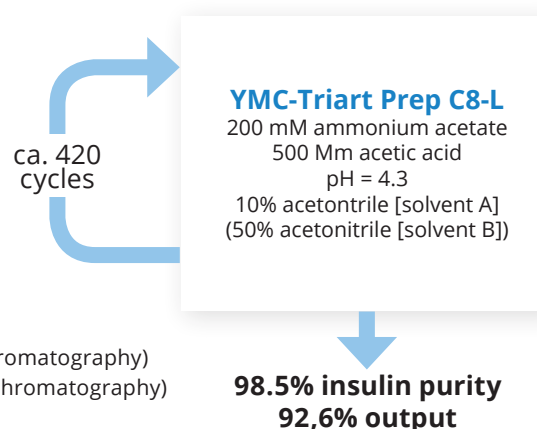 YMC-Triart Prep C8-L
200 mM ammonium acetate
500 Mm acetic acid
pH = 4.3
10% acetontrile [solvent A]
(50% acetonitrile [solvent B])
ca. 420
cycles
romatography)
hromatography)
98.5% insulin purity
92,6% output